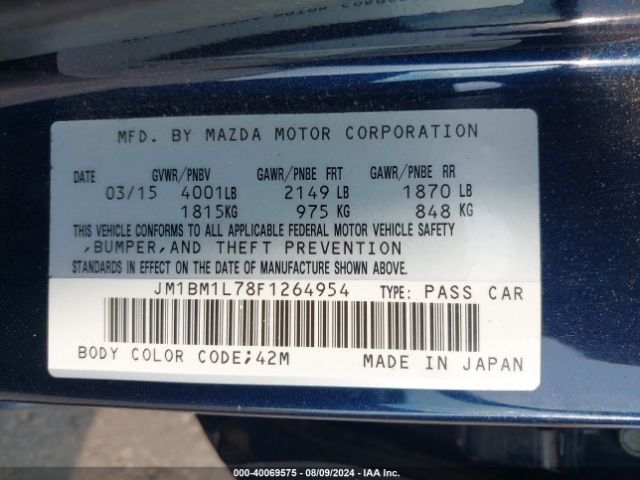 MFD. BY MAZDA MOTOR CORPORATION
DATE GVWR/PNBV GAWR/PNBE FRT GAWR/PNBE RR
03/15 4001LB 2149 LB 1870 LB
1815KG 975 KG 848 KG
THIS VEHICLE CONFORMS TO ALL APPLICABLE FEDERAL MOTOR VEHICLE SAFETY
,BUMPER,AND THEFT PREVENTION
STANDARDS IN EFFECT ON THE DATE OF MANUFACTURE SHOWN ABOVE.
JM1BM1L78F1264954 TYPE: PASS CAR
BODY COLOR CODE;42M MADE IN JAPAN
000-40069575 - 08/09/2024 - IAA Inc.